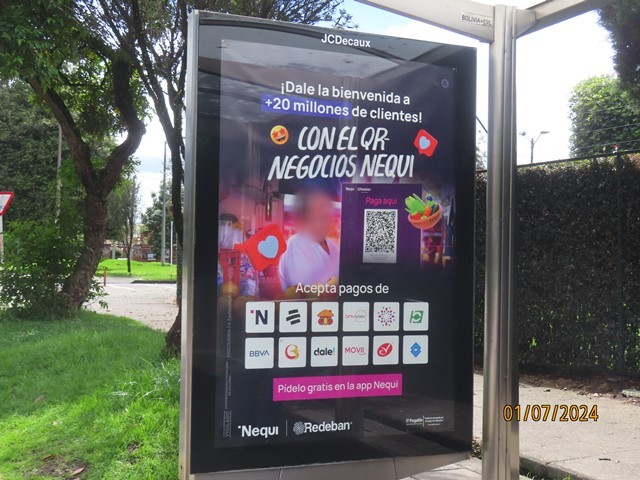 BOLIVIA
JCDecaux
¡Dale la bienvenida a
+20 millones de clientes!
CON EL QR
NEGOCIOS NEQUI
Paga aquí
Acepta pagos de
N
BBVA
dale!
MOVII
Pídelo gratis en la app Nequi
Nequi
Redeban
01/07/2024